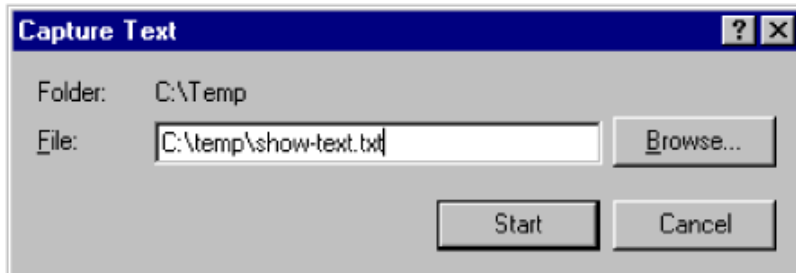 Capture Text
Folder: C:\Temp
File: C:\temp\show-text.txt Browse...
Start Cancel